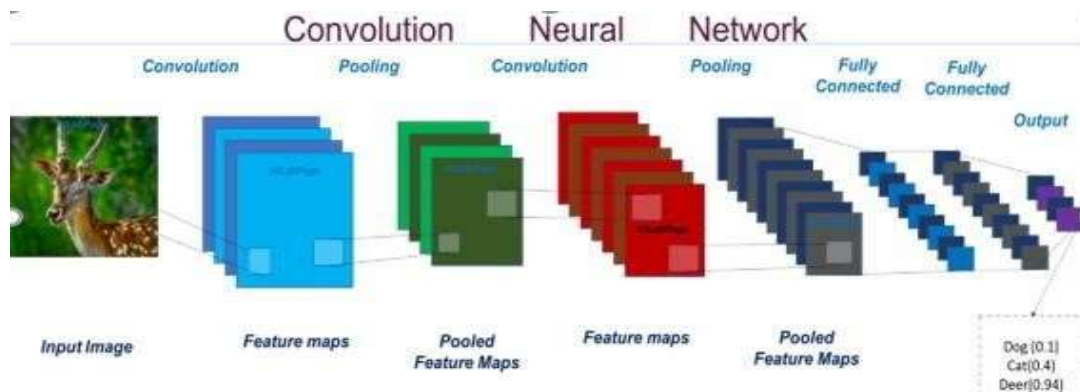 Convolution Neural Network
Convolution Pooling Convolution Pooling Fully Connected Fully Connected
Output
Input Image Feature maps Pooled Feature Maps Feature maps Pooled Feature Maps
Dog (0.1)
Cat(0.4)
Deer(0.94)